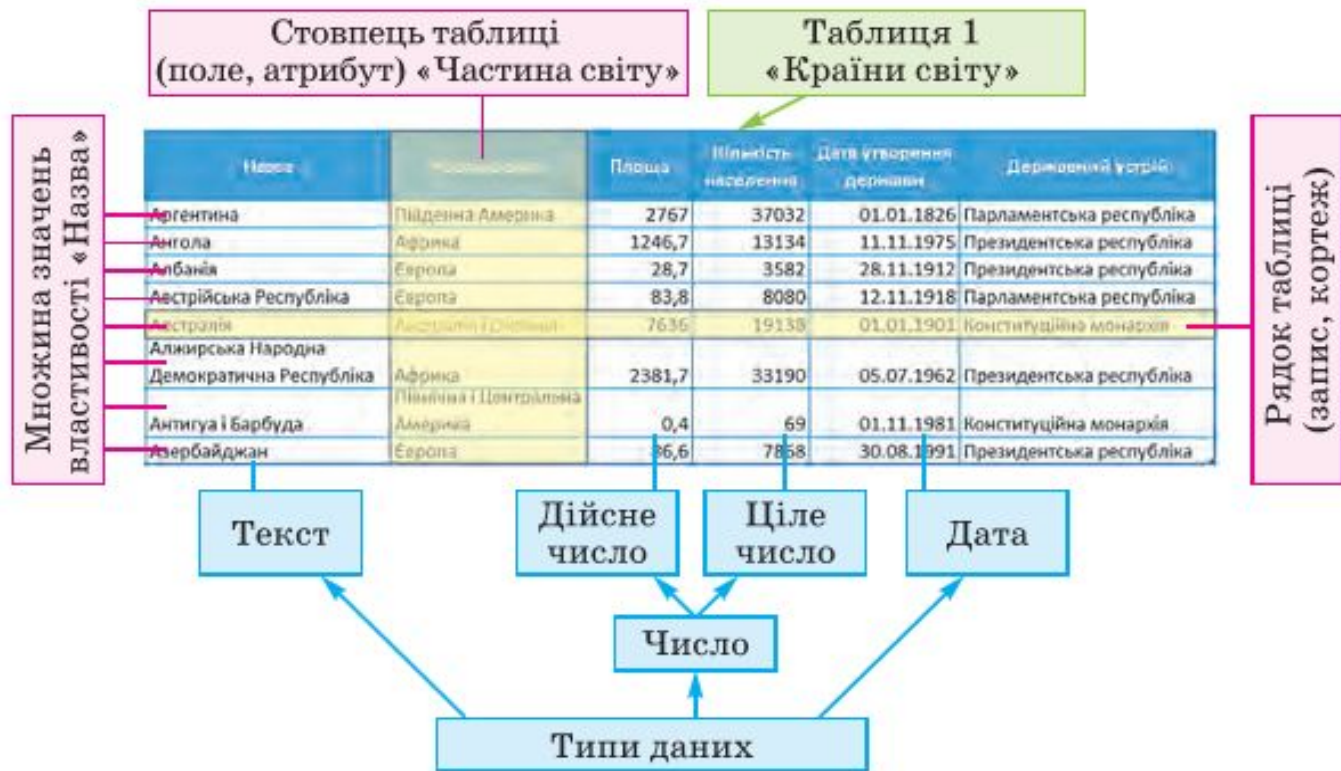 Стовпець таблиці
(поле, атрибут) «Частина світу»
Таблиця 1
«Країни світу»
Множина значень
властивості «Назва»
Назва Площа Кількість населення Дата утворення держави Державний устрій
Аргентина Південна Америка 2767 37032 01.01.1826 Парламентська республіка
Ангола Африка 1246,7 13134 11.11.1975 Президентська республіка
Албанія Європа 28,7 3582 28.11.1912 Президентська республіка
Австрійська Республіка Європа 83,8 8080 12.11.1918 Парламентська республіка
Австралія Австралія і Океанія 7636 19138 01.01.1901 Конституційна монархія
Алжирська Народна
Демократична Республіка Африка 2381,7 33190 05.07.1962 Президентська республіка
Північна і Центральна
Антигуа і Барбуда Америка 0,4 69 01.11.1981 Конституційна монархія
Азербайджан Європа 86,6 7868 30.08.1991 Президентська республіка
Рядок таблиці
(запис, кортеж)
Текст
Дійсне
число
Ціле
число
Дата
Число
Типи даних